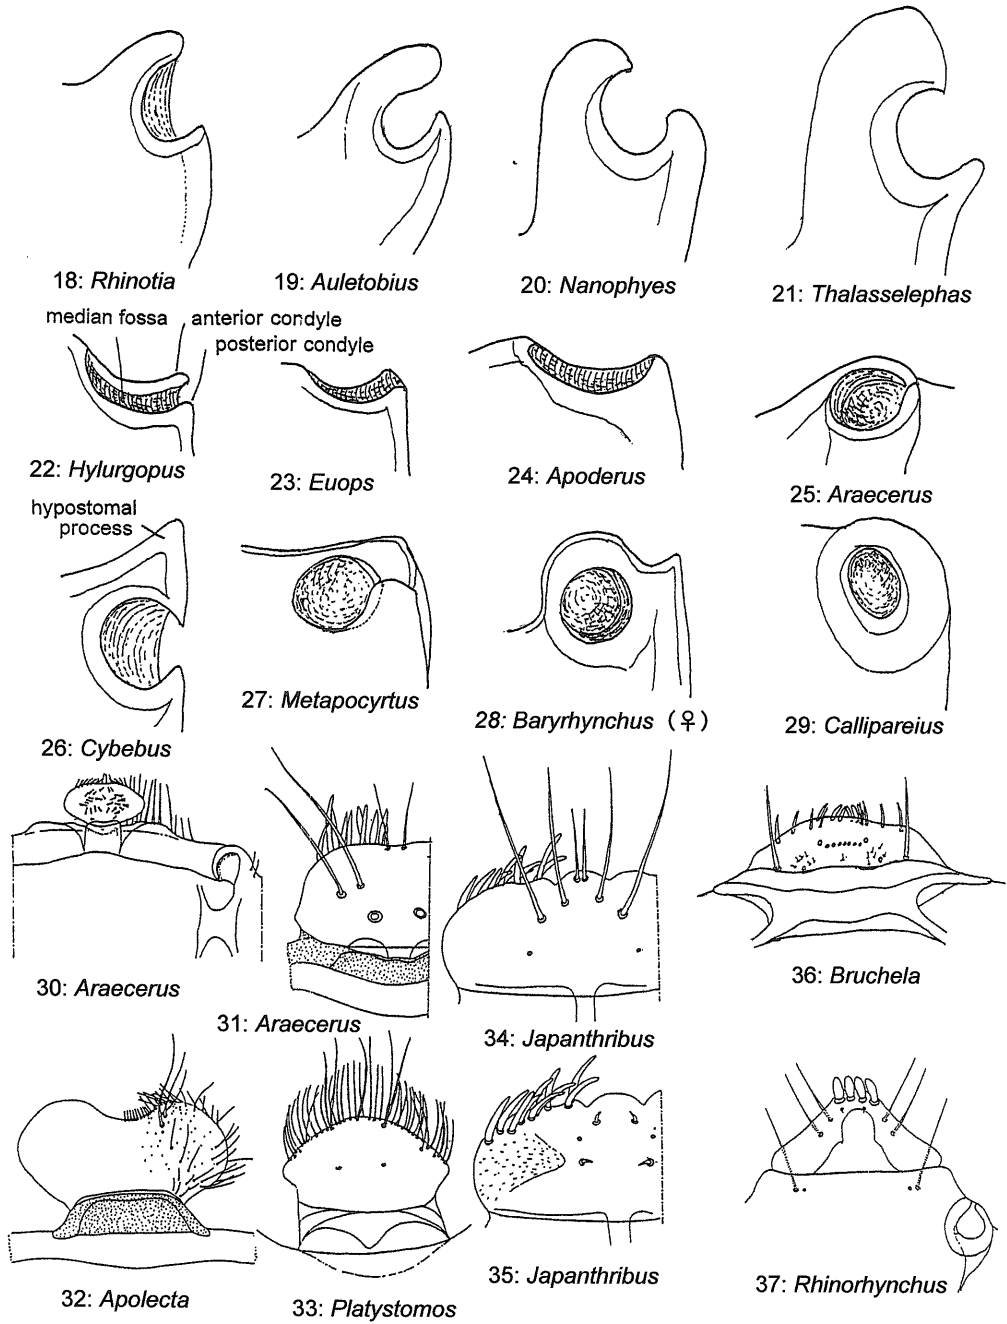 18: Rhinotia
19: Auletobius
20: Nanophyes
21: Thalasselephas
median fossa
anterior condyle
posterior condyle
22: Hylurgopus
23: Euops
24: Apoderus
25: Araecerus
hypostomal
process
26: Cybebus
27: Metapocyrtus
28: Baryrhynchus (♀)
29: Callipareius
30: Araecerus
31: Araecerus
34: Japanthribus
36: Bruchela
32: Apolecta
33: Platystomos
35: Japanthribus
37: Rhinorhynchus